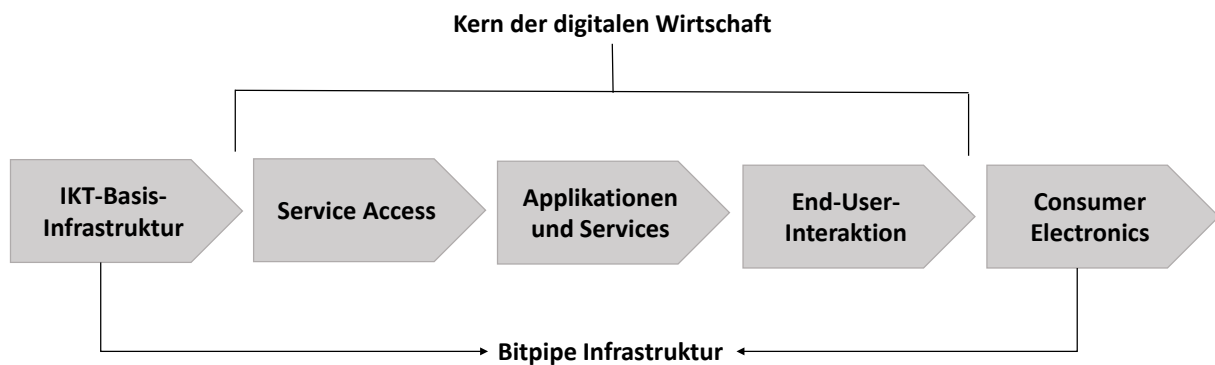 Kern der digitalen Wirtschaft
IKT-Basis-
Infrastruktur
Service Access
Applikationen
und Services
End-User-
Interaktion
Consumer
Electronics
Bitpipe Infrastruktur